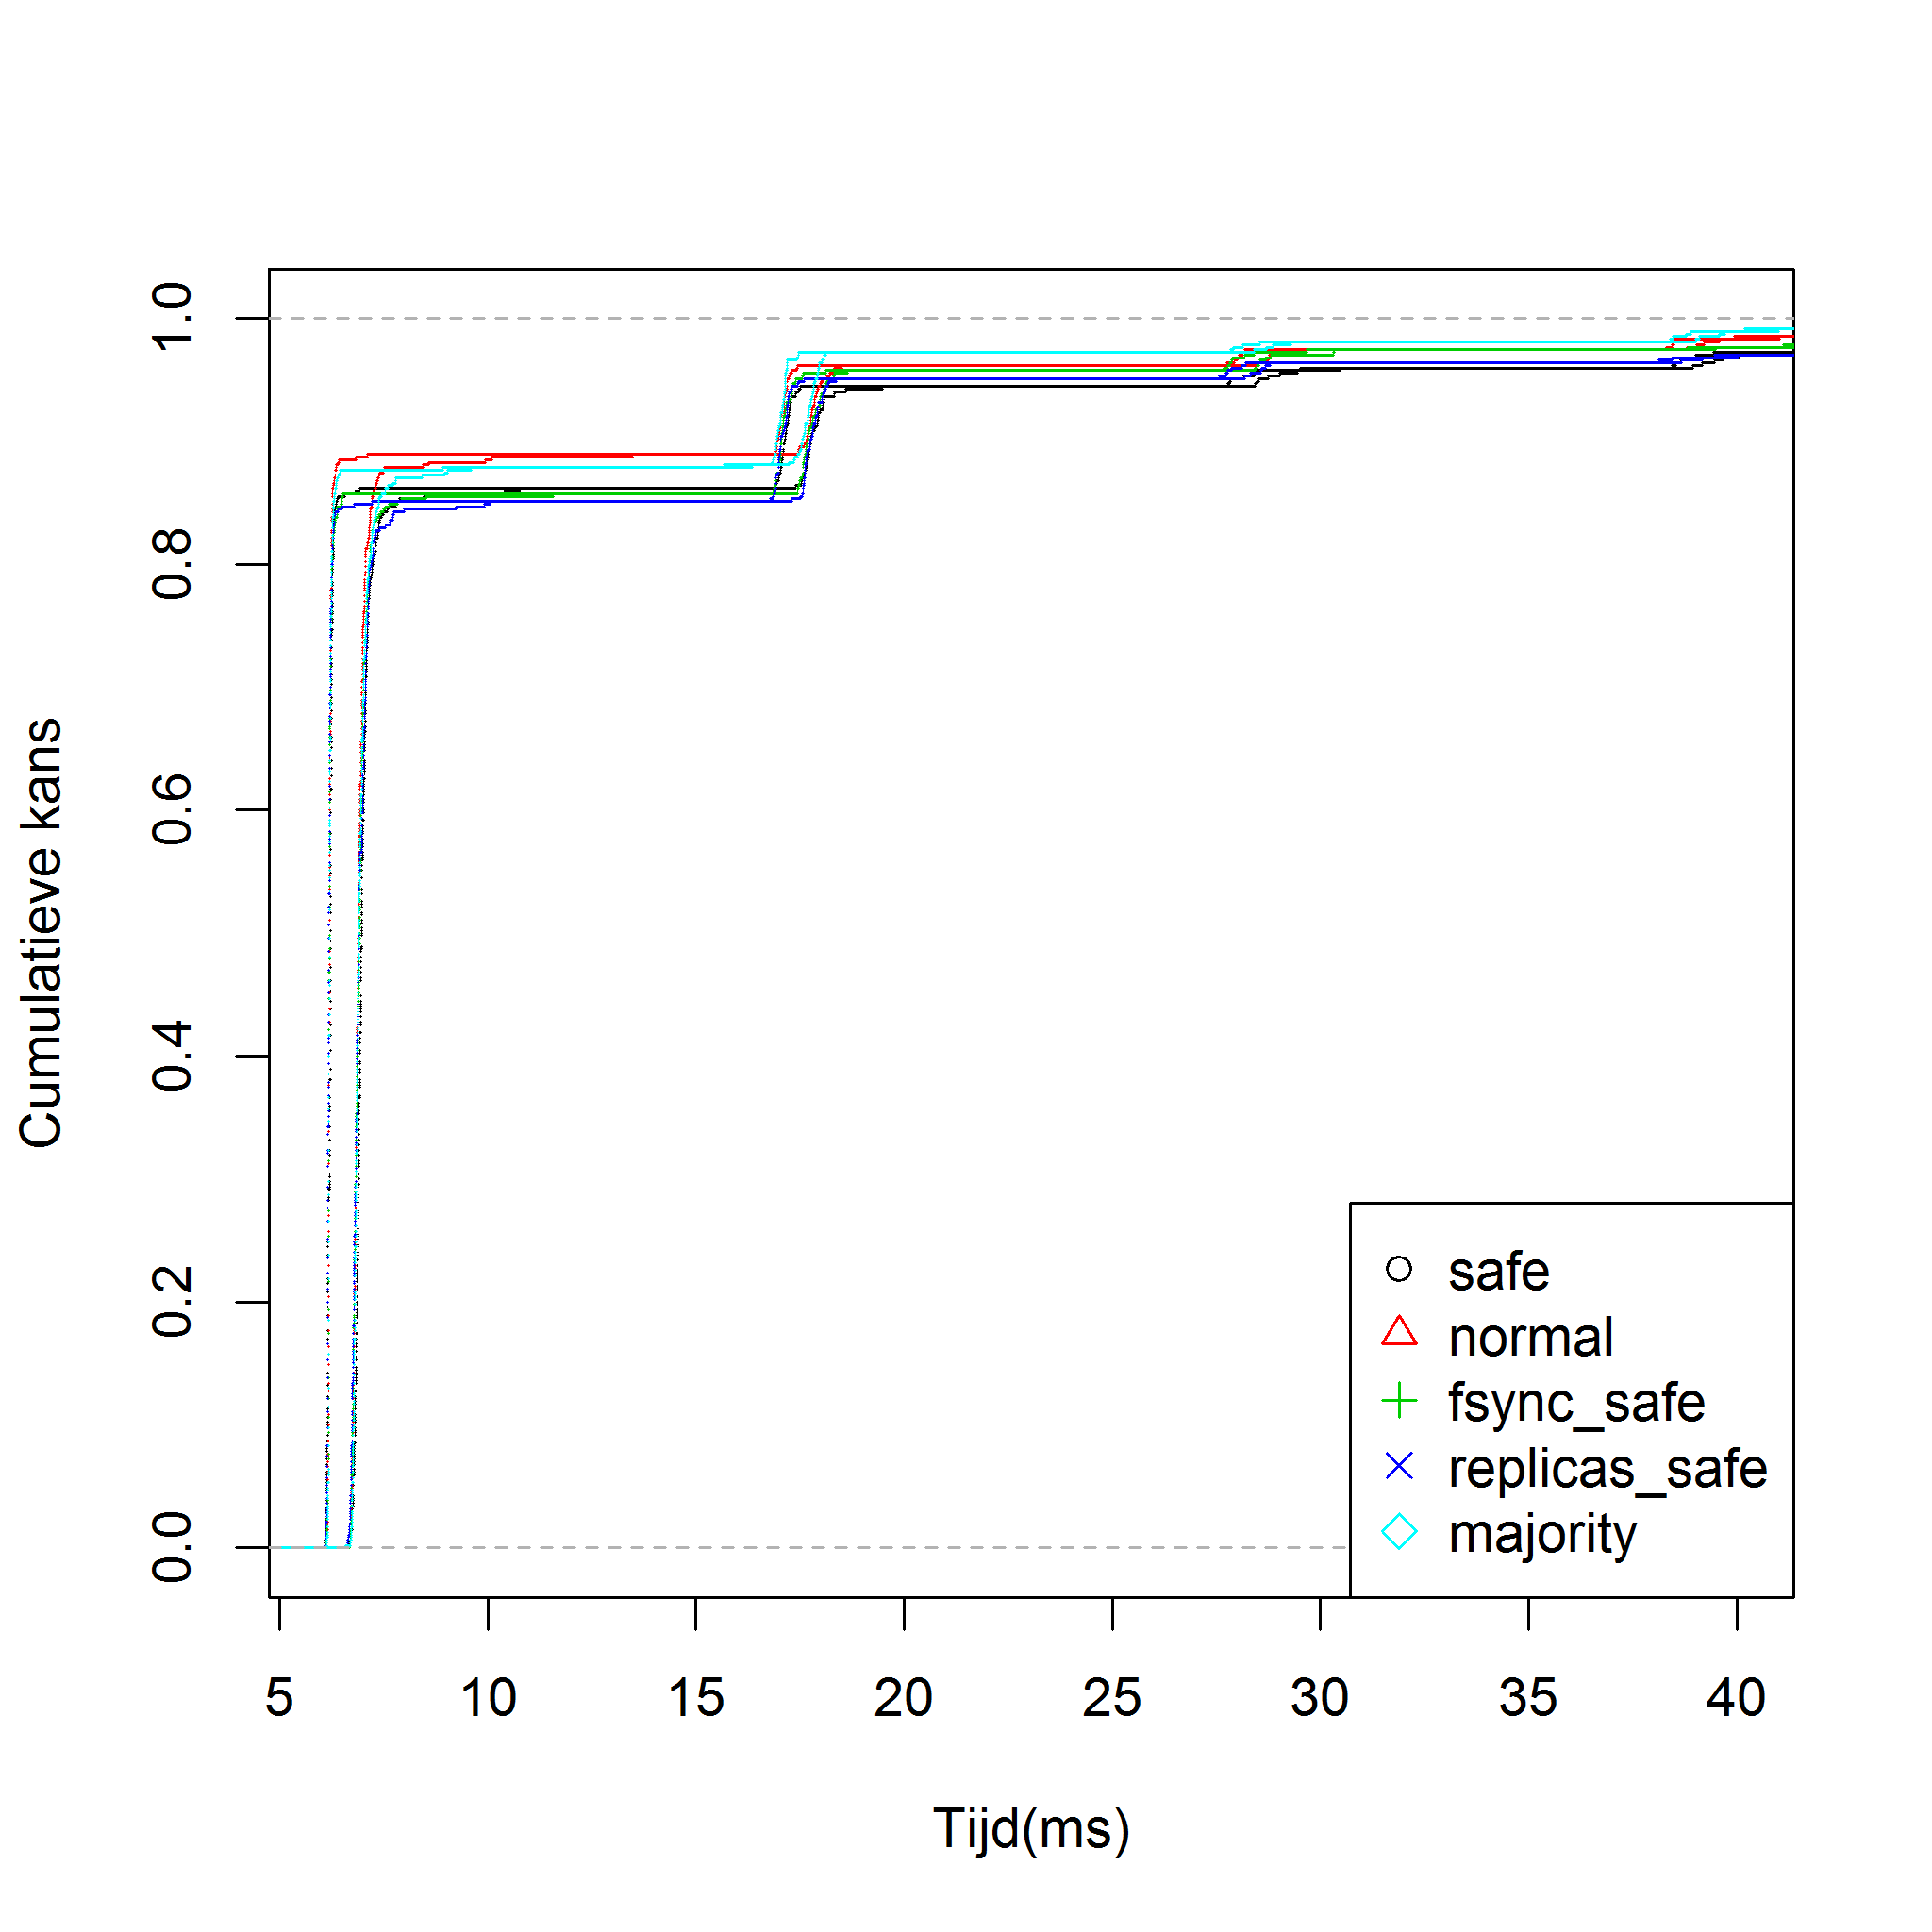 Cumulatieve kans
1.0
0.8
0.6
0.4
0.2
0.0
safe
normal
fsync_safe
replicas_safe
majority
5 10 15 20 25 30 35 40
Tijd(ms)